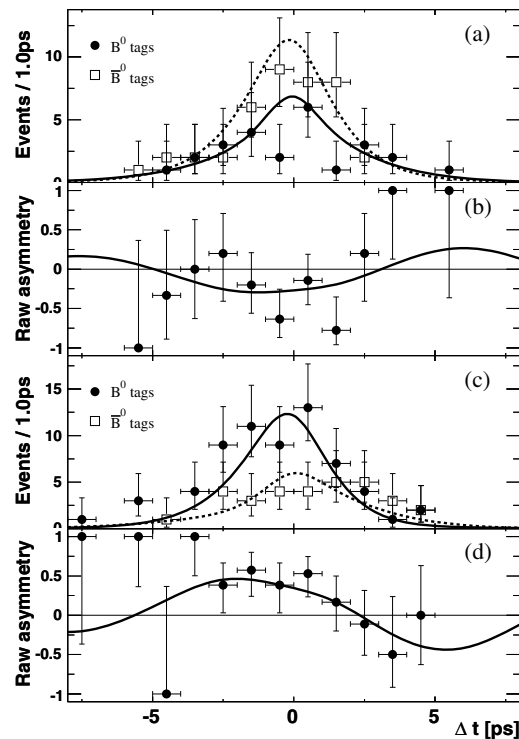 (a)
B⁰ tags
B̅⁰ tags
Events / 1.0ps
10
5
0
(b)
Raw asymmetry
1
0.5
0
-0.5
-1
(c)
B⁰ tags
B̅⁰ tags
Events / 1.0ps
15
10
5
0
(d)
Raw asymmetry
1
0.5
0
-0.5
-1
-5
0
5
Δ t [ps]